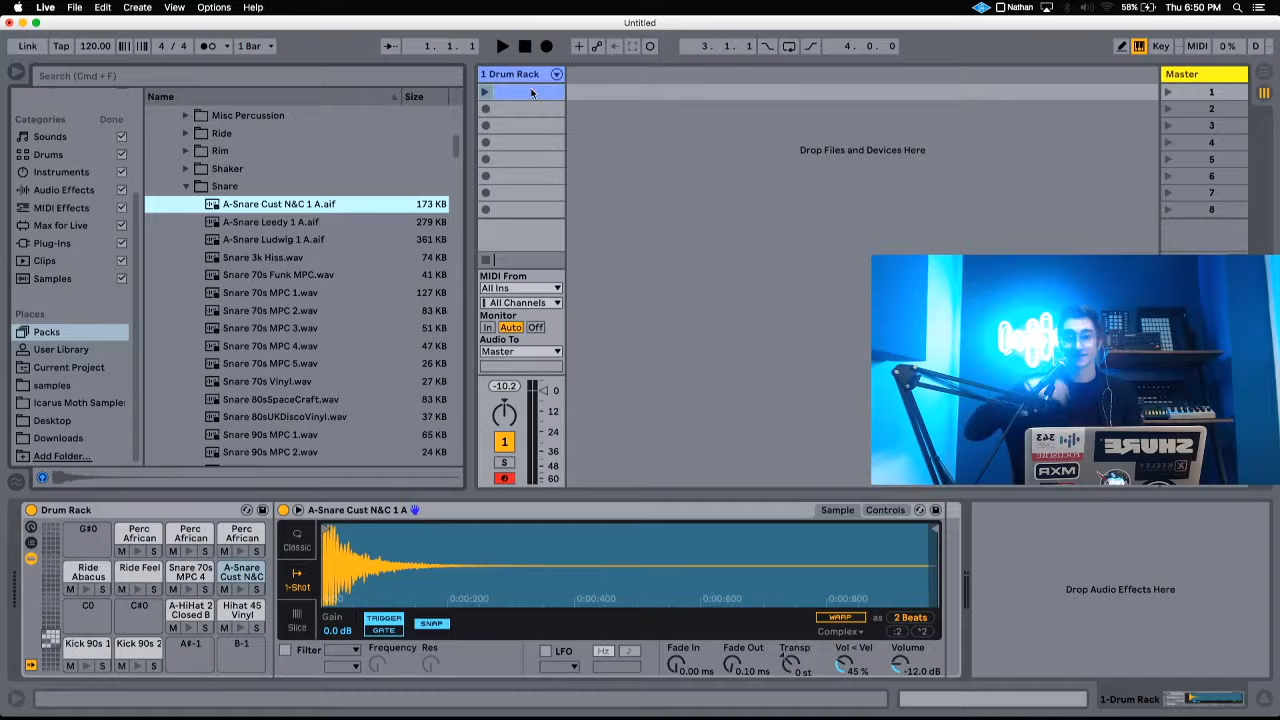 Live File Edit Create View Options Help
Nathan 58% Thu 6:50 PM
Untitled
Link Tap 120.00 4 / 4 1 Bar 1. 1. 1 3. 1. 1 4. 0. 0 Key MIDI 0 % D
Search (Cmd + F)
Categories Done
Sounds
Drums
Instruments
Audio Effects
MIDI Effects
Max for Live
Plug-Ins
Clips
Samples
Places
Packs
User Library
Current Project
samples
Icarus Moth Samples
Desktop
Downloads
Add Folder...
Name Size
Misc Percussion
Ride
Rim
Shaker
Snare
A-Snare Cust N&C 1 A.aif 173 KB
A-Snare Leedy 1 A.aif 279 KB
A-Snare Ludwig 1 A.aif 361 KB
Snare 3k Hiss.wav 74 KB
Snare 70s Funk MPC.wav 41 KB
Snare 70s MPC 1.wav 127 KB
Snare 70s MPC 2.wav 83 KB
Snare 70s MPC 3.wav 51 KB
Snare 70s MPC 4.wav 47 KB
Snare 70s MPC 5.wav 26 KB
Snare 70s Vinyl.wav 27 KB
Snare 80sSpaceCraft.wav 83 KB
Snare 80sUKDiscoVinyl.wav 37 KB
Snare 90s MPC 1.wav 65 KB
Snare 90s MPC 2.wav 24 KB
1 Drum Rack
MIDI From
All Ins
All Channels
Monitor
In Auto Off
Audio To
Master
-10.2
0
12
24
36
48
60
1
S
Drop Files and Devices Here
Master
1
2
3
4
5
6
7
8
SHURE
MXR
Drum Rack
G#0 Perc African Perc African Perc African
M S M S M S
Ride Abacus Ride Feel Snare 70s MPC 4 A-Snare Cust N&C
M S M S M S M S
C0 C#0 A-HiHat 2 Closed B Hihat 45 Vinyl
M S M S
Kick 90s 1 Kick 90s 2 A#-1 B-1
M S M S
A-Snare Cust N&C 1 A Sample Controls
Classic
1-Shot
Slice
0:00:200 0:00:400 0:00:600 0:00:800
Gain
0.0 dB
TRIGGER
GATE
SNAP
WARP as 2 Beats
Complex :2 *2
Filter Frequency Res LFO Hz
Fade In Fade Out Transp Vol < Vel Volume
0.00 ms 0.10 ms 0 st 45 % -12.0 dB
Drop Audio Effects Here
1-Drum Rack